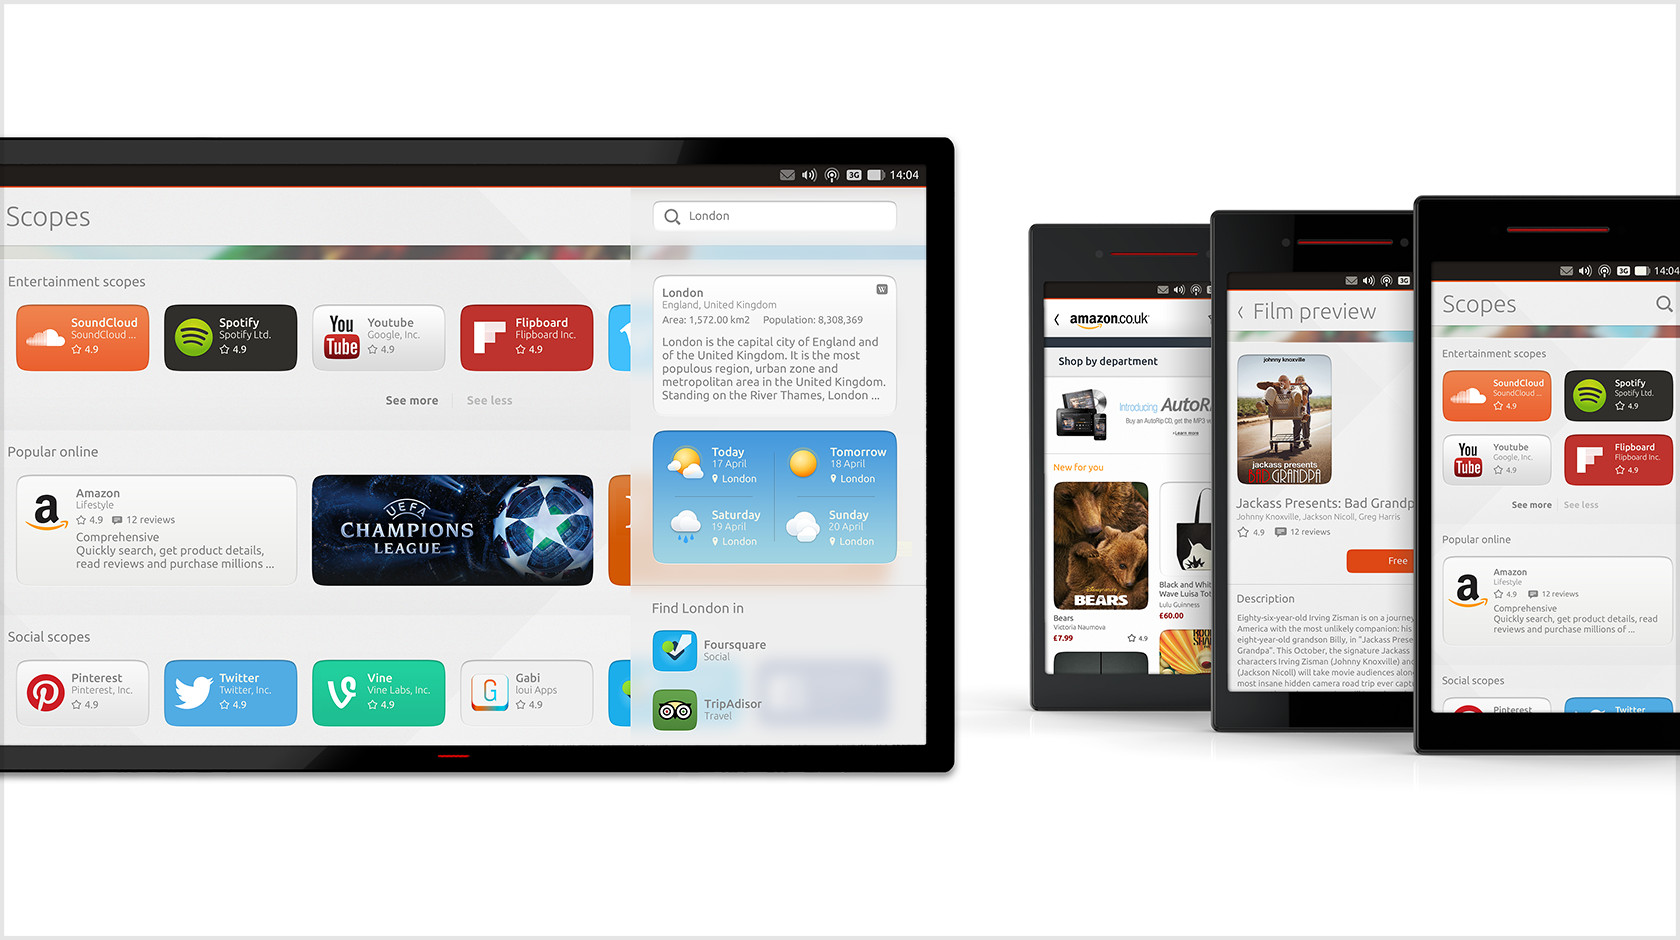 3G 14:04
Scopes
London
Entertainment scopes
SoundCloud
SoundCloud ...
4.9
Spotify
Spotify Ltd.
4.9
You
Tube
Youtube
Google, Inc.
4.9
Flipboard
Flipboard Inc.
4.9
See more
See less
Popular online
Amazon
Lifestyle
4.9 12 reviews
Comprehensive
Quickly search, get product details,
read reviews and purchase millions ...
UEFA
CHAMPIONS
LEAGUE
Social scopes
Pinterest
Pinterest, Inc.
4.9
Twitter
Twitter, Inc.
4.9
Vine
Vine Labs, Inc.
4.9
Gabi
loui Apps
4.9
London
W
England, United Kingdom
Area: 1,572.00 km2 Population: 8,308,369
London is the capital city of England and
of the United Kingdom. It is the most
populous region, urban zone and
metropolitan area in the United Kingdom.
Standing on the River Thames, London ...
Today
17 April
London
Tomorrow
18 April
London
Saturday
19 April
London
Sunday
20 April
London
Find London in
Foursquare
Social
TripAdisor
Travel
amazon.co.uk
Shop by department
Introducing AutoRi
Buy an AutoRip CD, get the MP3 v
Learn more
New for you
Disneynature
BEARS
Bears
Victoria Naumova
£7.99
4.9
Black and Whit
Wave Luisa Tot
Lulu Guinness
£60.00
3G
Film preview
johnny knoxville
jackass presents
BAD GRANDPA
Jackass Presents: Bad Grandp
Johnny Knoxville, Jackson Nicoll, Greg Harris
4.9 12 reviews
Free
Description
Eighty-six-year-old Irving Zisman is on a journey
America with the most unlikely companion: his
eight-year-old grandson Billy, in "Jackass Prese
Grandpa". This October, the signature Jackass
characters Irving Zisman (Johnny Knoxville) and
(Jackson Nicoll) will take movie audiences along
most insane hidden camera road trip ever captu
3G 14:04
Scopes
Entertainment scopes
SoundCloud
SoundCloud ...
4.9
Spotify
Spotify Ltd.
4.9
You
Tube
Youtube
Google, Inc.
4.9
Flipboard
Flipboard Inc.
4.9
See more
See less
Popular online
Amazon
Lifestyle
4.9 12 reviews
Comprehensive
Quickly search, get product details, read
reviews and purchase millions of ...
Social scopes
Pinterest
Twitter